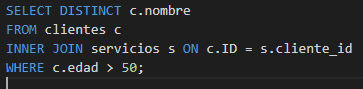 SELECT DISTINCT c.nombre
FROM clientes c
INNER JOIN servicios s ON c.ID = s.cliente_id
WHERE c.edad > 50;